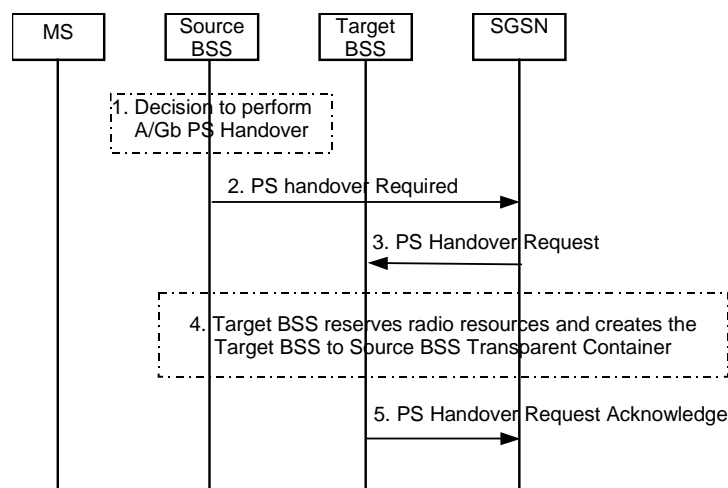 MS
Source
BSS
Target
BSS
SGSN
1. Decision to perform
A/Gb PS Handover
2. PS handover Required
3. PS Handover Request
4. Target BSS reserves radio resources and creates the
Target BSS to Source BSS Transparent Container
5. PS Handover Request Acknowledge